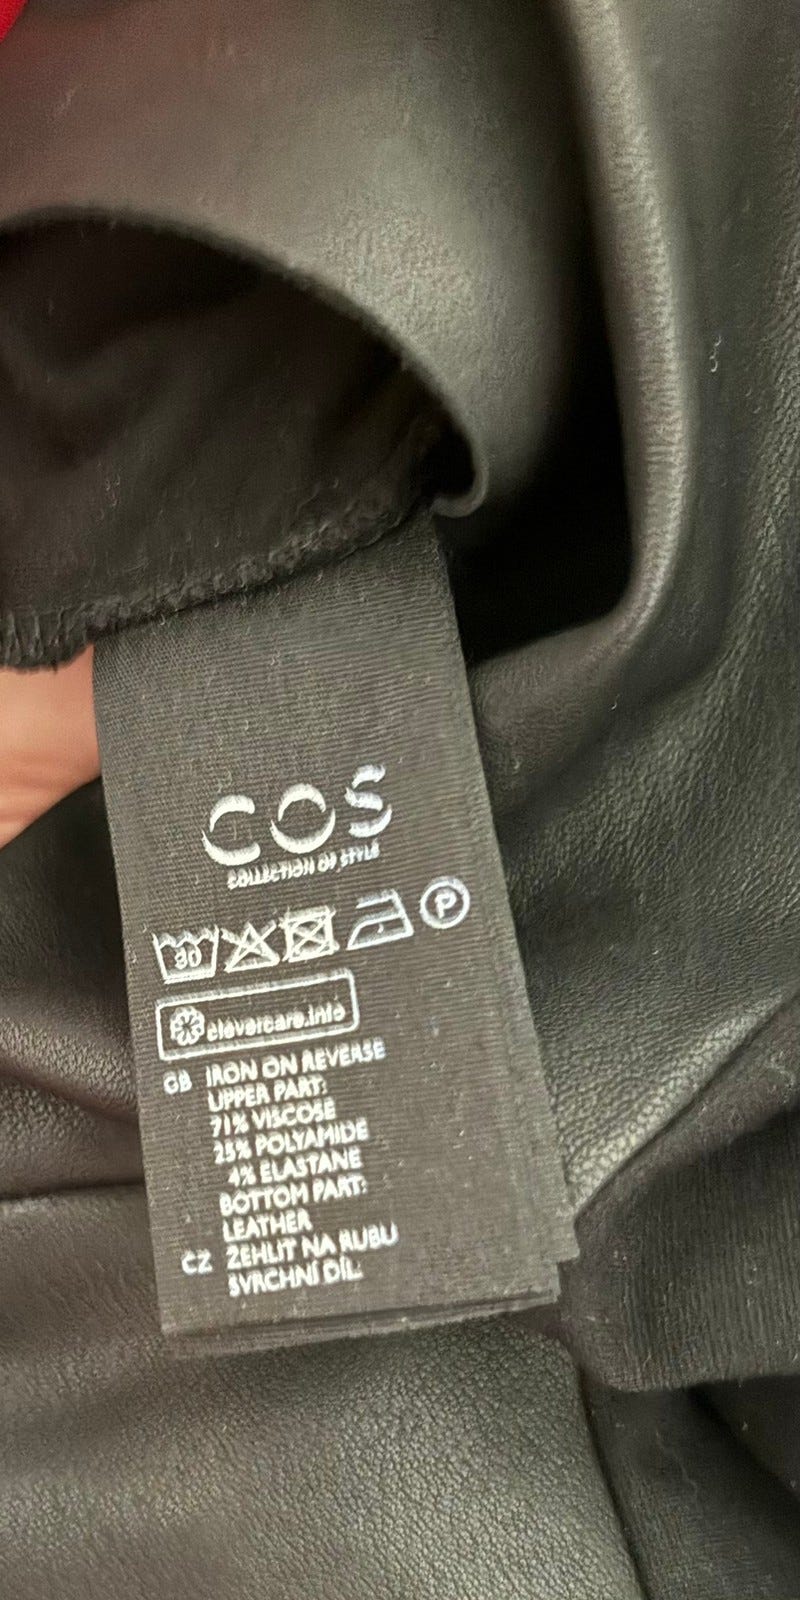 COS
COLLECTION OF STYLE
30 P
clevercare.info
GB IRON ON REVERSE
UPPER PART:
71% VISCOSE
25% POLYAMIDE
4% ELASTANE
BOTTOM PART:
LEATHER
CZ ŽEHLIT NA RUBU
SVRCHNÍ DÍL: